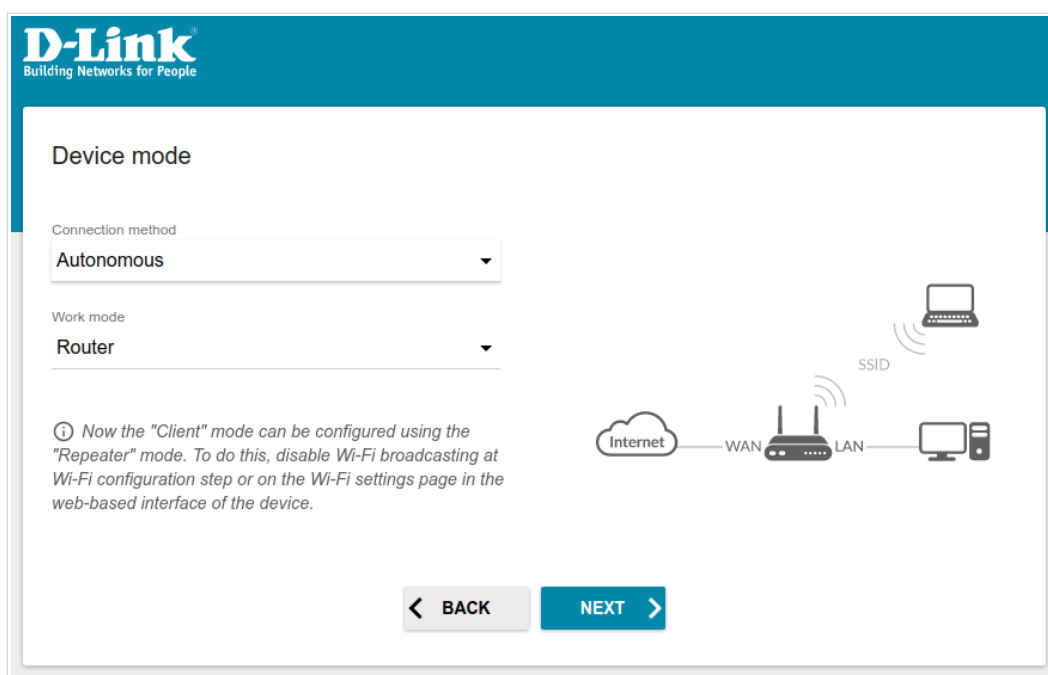 D-Link®
Building Networks for People
Device mode
Connection method
Autonomous
Work mode
Router
Now the "Client" mode can be configured using the
"Repeater" mode. To do this, disable Wi-Fi broadcasting at
Wi-Fi configuration step or on the Wi-Fi settings page in the
web-based interface of the device.
SSID
Internet
WAN
LAN
BACK
NEXT